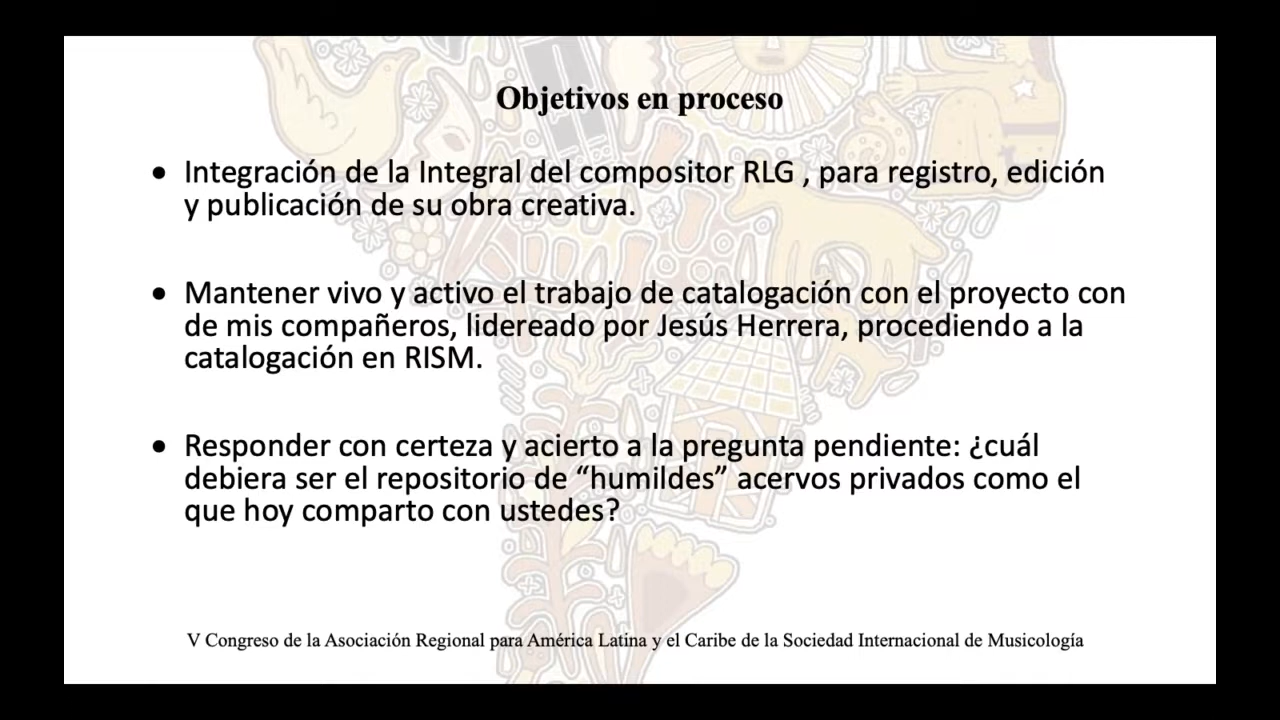 Objetivos en proceso
• Integración de la Integral del compositor RLG , para registro, edición
y publicación de su obra creativa.
• Mantener vivo y activo el trabajo de catalogación con el proyecto con
de mis compañeros, lidereado por Jesús Herrera, procediendo a la
catalogación en RISM.
• Responder con certeza y acierto a la pregunta pendiente: ¿cuál
debiera ser el repositorio de “humildes” acervos privados como el
que hoy comparto con ustedes?
V Congreso de la Asociación Regional para América Latina y el Caribe de la Sociedad Internacional de Musicología